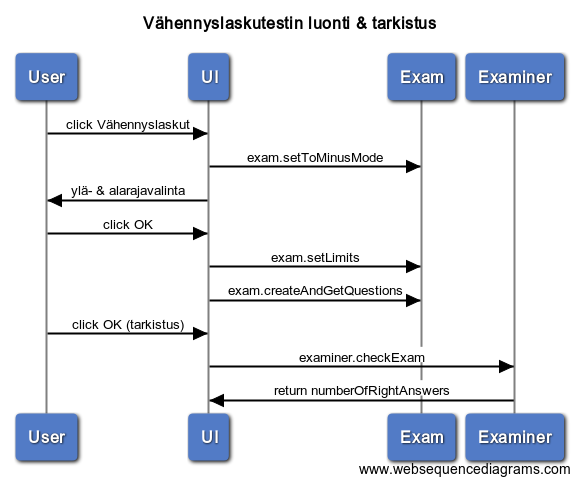 Vähennyslaskutestin luonti & tarkistus
User UI Exam Examiner
click Vähennyslaskut
exam.setToMinusMode
ylä- & alarajavalinta
click OK
exam.setLimits
exam.createAndGetQuestions
click OK (tarkistus)
examiner.checkExam
return numberOfRightAnswers
User UI Exam Examiner
www.websequencediagrams.com